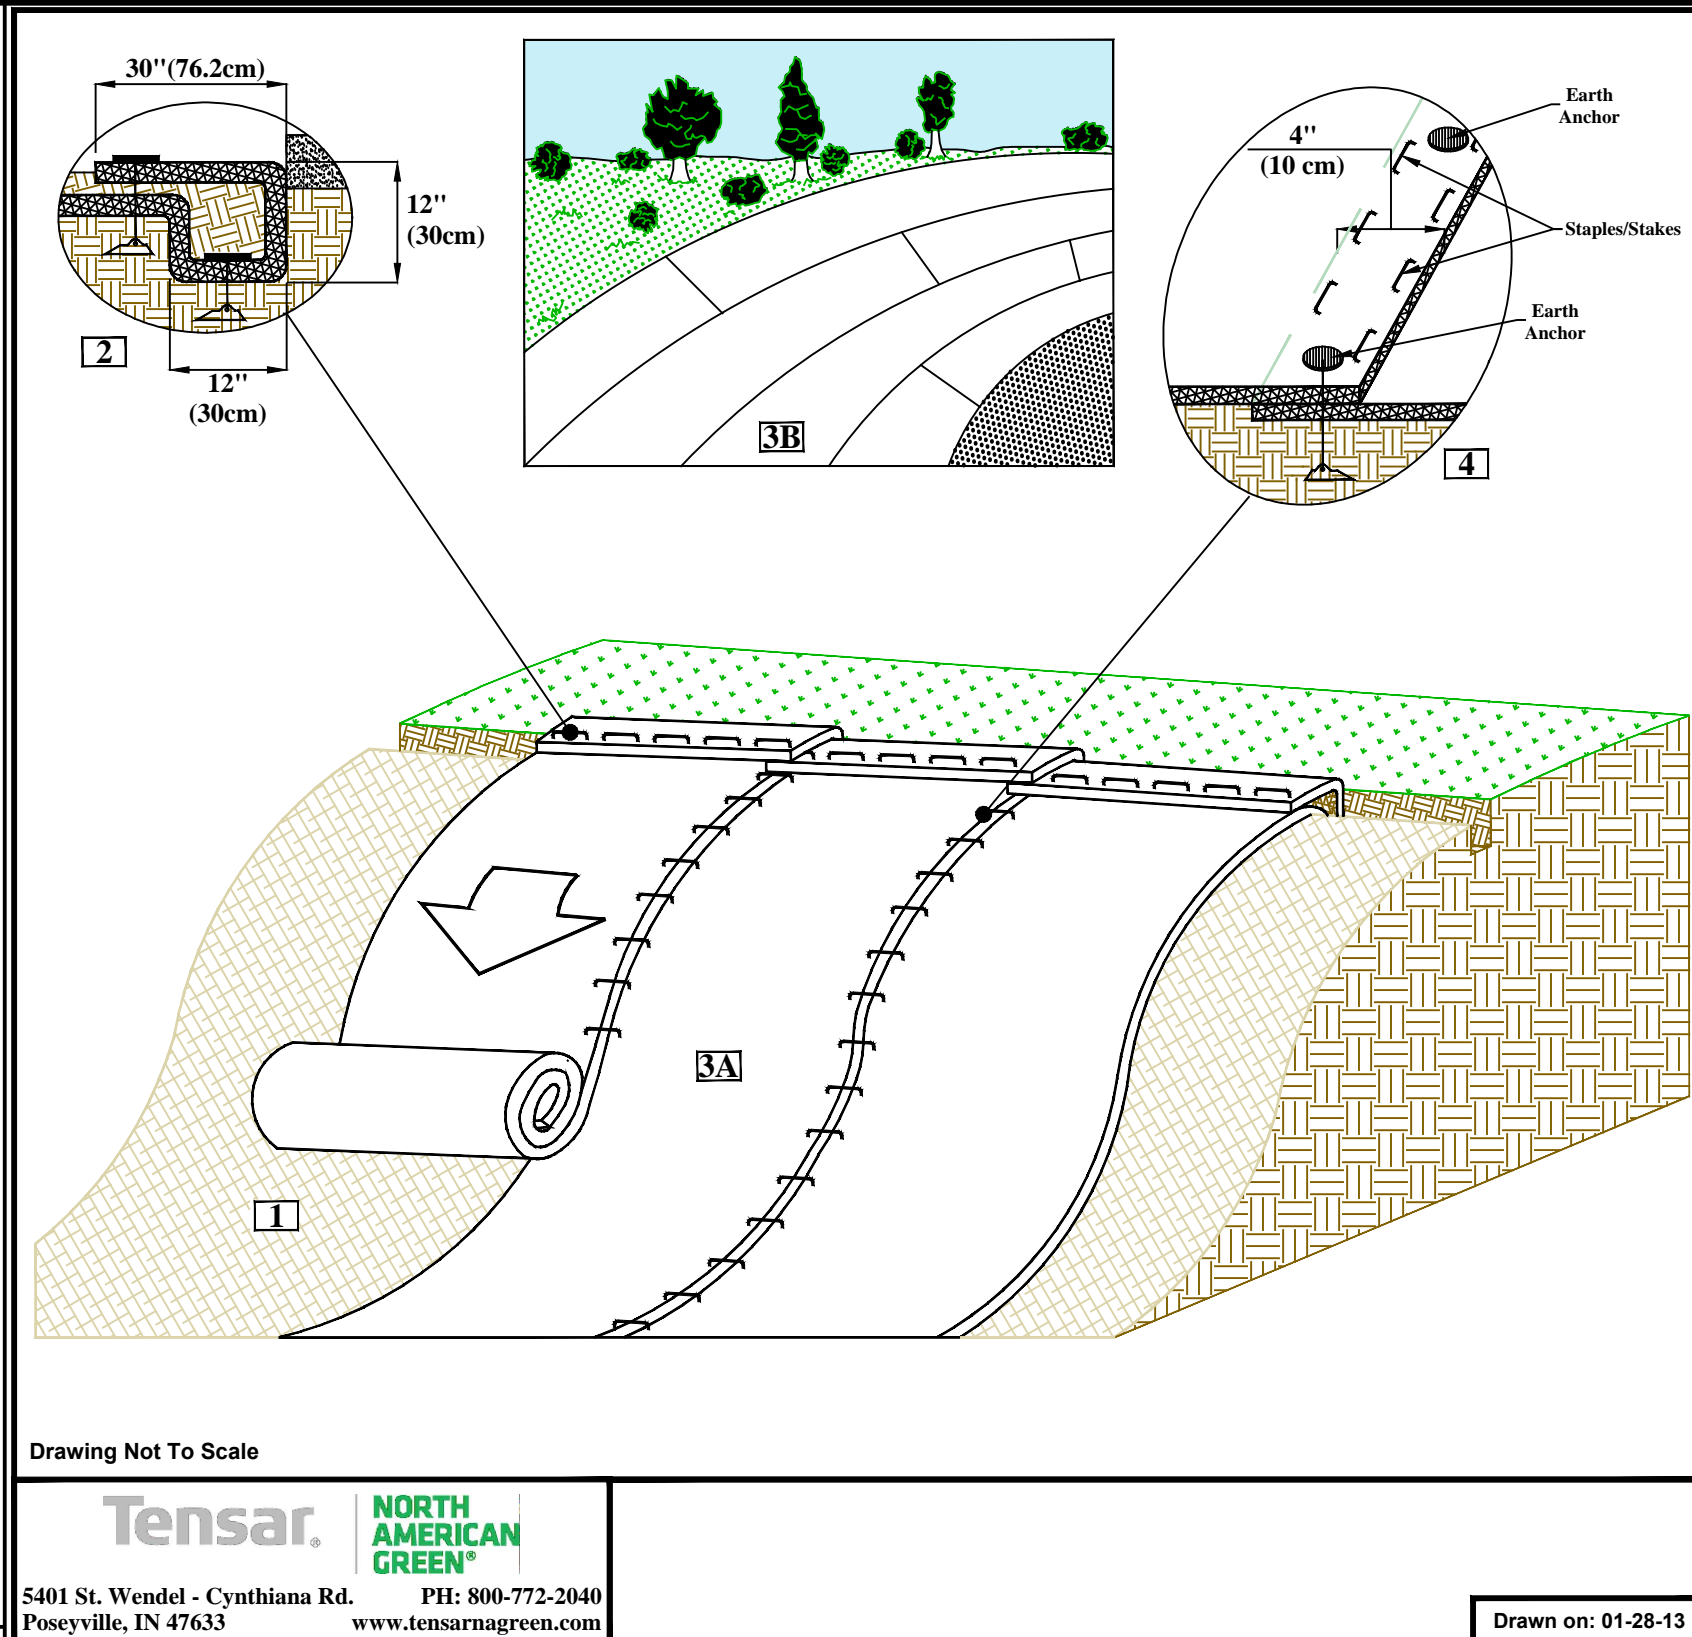 30"(76.2cm)
12"
(30cm)
2
12"
(30cm)
3B
4"
(10 cm)
Earth
Anchor
Staples/Stakes
Earth
Anchor
4
3A
1
Drawing Not To Scale
Tensar®
NORTH
AMERICAN
GREEN®
5401 St. Wendel - Cynthiana Rd. PH: 800-772-2040
Poseyville, IN 47633 www.tensarnagreen.com
Drawn on: 01-28-13